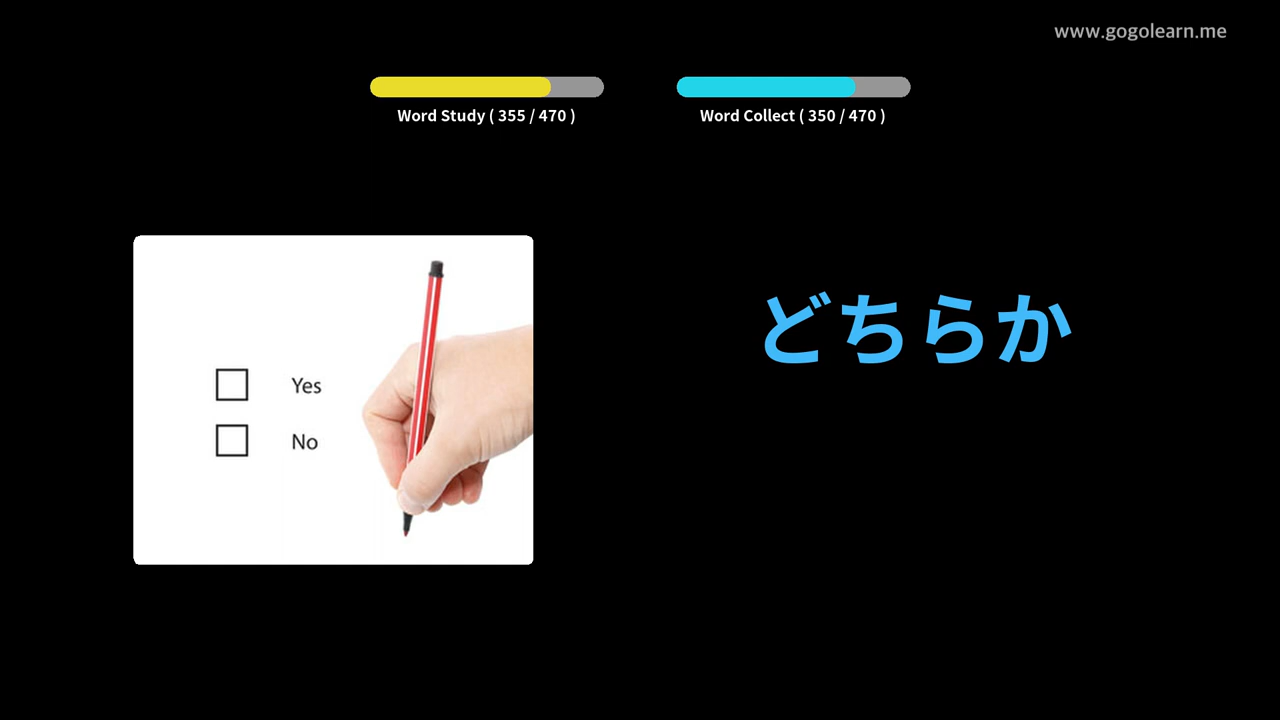 www.gogolearn.me
Word Study ( 355 / 470 )
Word Collect ( 350 / 470 )
Yes
No
どちらか